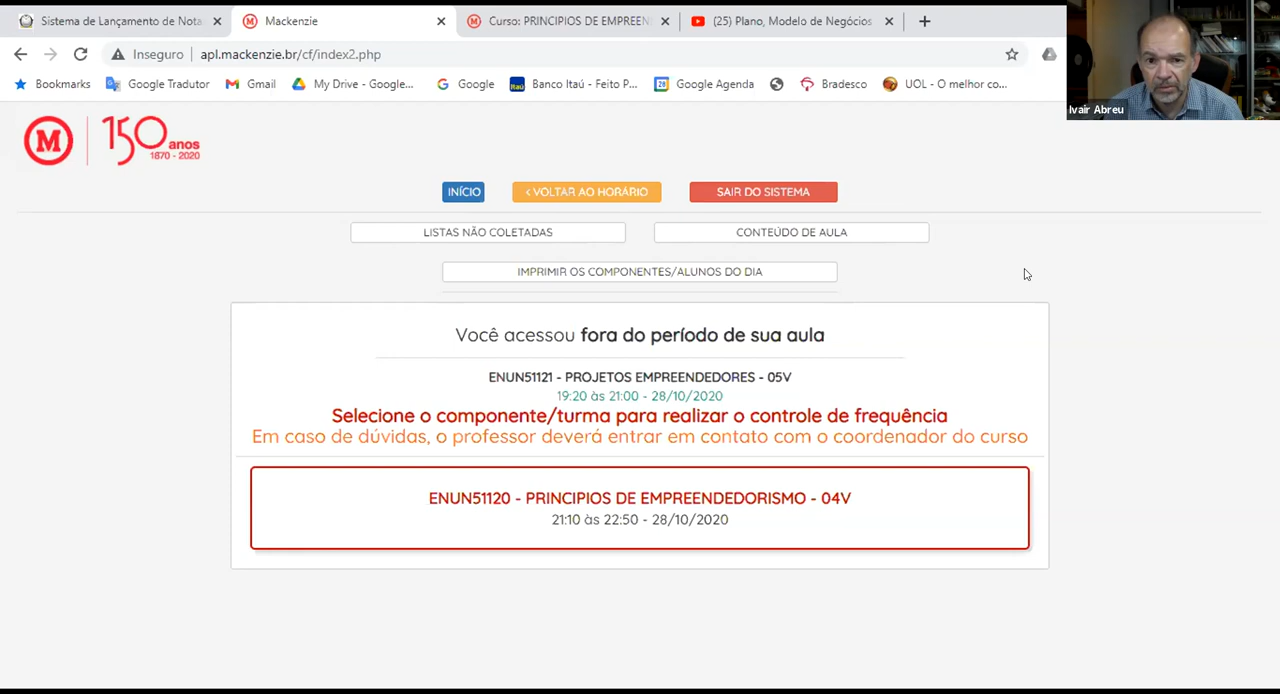 Sistema de Lançamento de Nota
Mackenzie
Curso: PRINCIPIOS DE EMPREEN
(25) Plano, Modelo de Negócios
Inseguro
apl.mackenzie.br/cf/index2.php
Bookmarks
Google Tradutor
Gmail
My Drive - Google...
Google
Banco Itaú - Feito P...
Google Agenda
Bradesco
UOL - O melhor co...
Ivair Abreu
M
150 anos
1870 - 2020
INÍCIO
< VOLTAR AO HORÁRIO
SAIR DO SISTEMA
LISTAS NÃO COLETADAS
CONTEÚDO DE AULA
IMPRIMIR OS COMPONENTES/ALUNOS DO DIA
Você acessou fora do período de sua aula
ENUN51121 - PROJETOS EMPREENDEDORES - 05V
19:20 às 21:00 - 28/10/2020
Selecione o componente/turma para realizar o controle de frequência
Em caso de dúvidas, o professor deverá entrar em contato com o coordenador do curso
ENUN51120 - PRINCIPIOS DE EMPREENDEDORISMO - 04V
21:10 às 22:50 - 28/10/2020